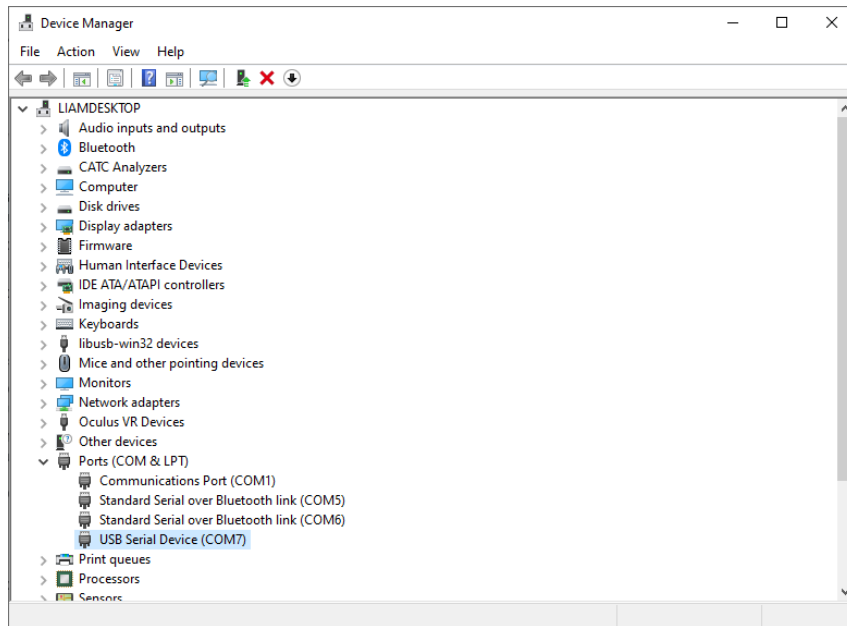 Device Manager
File Action View Help
LIAMDESKTOP
Audio inputs and outputs
Bluetooth
CATC Analyzers
Computer
Disk drives
Display adapters
Firmware
Human Interface Devices
IDE ATA/ATAPI controllers
Imaging devices
Keyboards
libusb-win32 devices
Mice and other pointing devices
Monitors
Network adapters
Oculus VR Devices
Other devices
Ports (COM & LPT)
Communications Port (COM1)
Standard Serial over Bluetooth link (COM5)
Standard Serial over Bluetooth link (COM6)
USB Serial Device (COM7)
Print queues
Processors
Sensors